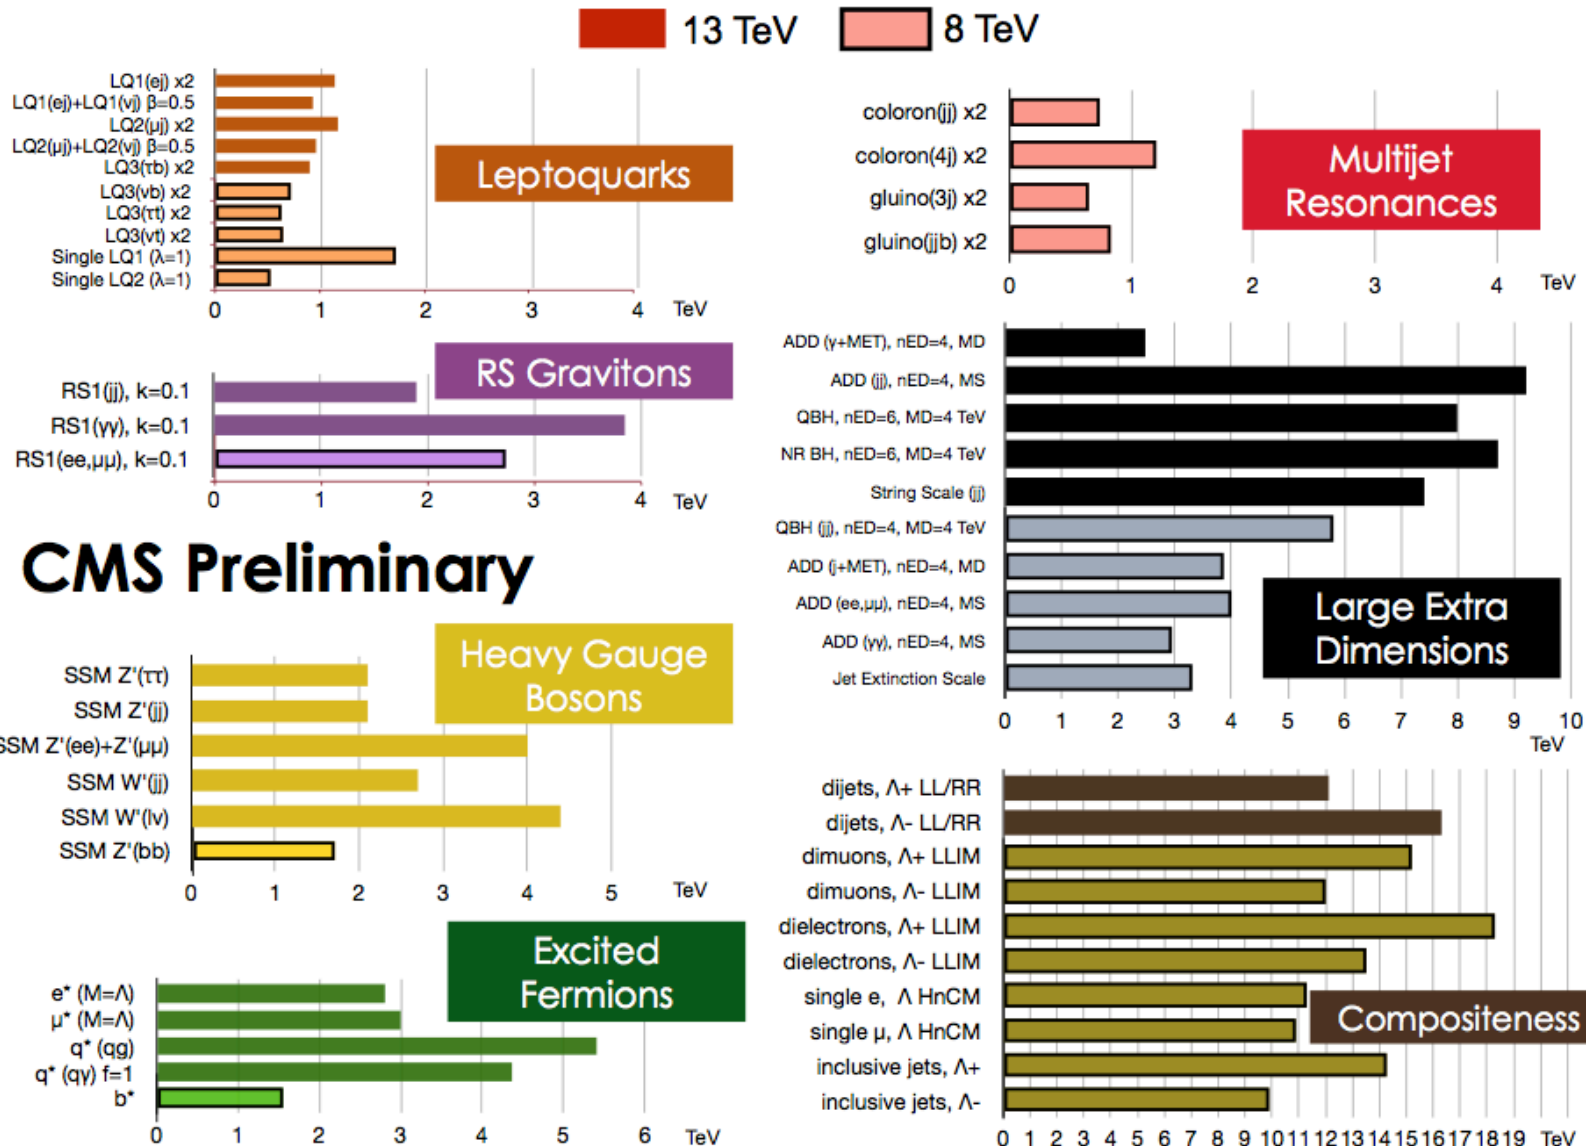 13 TeV 8 TeV
LQ1(ej) x2
LQ1(ej)+LQ1(νj) β=0.5
LQ2(μj) x2
LQ2(μj)+LQ2(νj) β=0.5
LQ3(τb) x2
LQ3(νb) x2
LQ3(τt) x2
LQ3(νt) x2
Single LQ1 (λ=1)
Single LQ2 (λ=1)
0 1 2 3 4 TeV
Leptoquarks
coloron(jj) x2
coloron(4j) x2
gluino(3j) x2
gluino(jjb) x2
0 1 2 3 4 TeV
Multijet
Resonances
RS1(jj), k=0.1
RS1(γγ), k=0.1
RS1(ee,μμ), k=0.1
0 1 2 3 4 TeV
RS Gravitons
ADD (γ+MET), nED=4, MD
ADD (jj), nED=4, MS
QBH, nED=6, MD=4 TeV
NR BH, nED=6, MD=4 TeV
String Scale (jj)
QBH (jj), nED=4, MD=4 TeV
ADD (j+MET), nED=4, MD
ADD (ee,μμ), nED=4, MS
ADD (γγ), nED=4, MS
Jet Extinction Scale
0 1 2 3 4 5 6 7 8 9 10
TeV
Large Extra
Dimensions
CMS Preliminary
SSM Z'(ττ)
SSM Z'(jj)
SSM Z'(ee)+Z'(μμ)
SSM W'(jj)
SSM W'(lν)
SSM Z'(bb)
0 1 2 3 4 5 TeV
Heavy Gauge
Bosons
e* (M=Λ)
μ* (M=Λ)
q* (qg)
q* (qγ) f=1
b*
0 1 2 3 4 5 6 TeV
Excited
Fermions
dijets, Λ+ LL/RR
dijets, Λ- LL/RR
dimuons, Λ+ LLIM
dimuons, Λ- LLIM
dielectrons, Λ+ LLIM
dielectrons, Λ- LLIM
single e, Λ HnCM
single μ, Λ HnCM
inclusive jets, Λ+
inclusive jets, Λ-
0 1 2 3 4 5 6 7 8 9 10 11 12 13 14 15 16 17 18 19 TeV
Compositeness